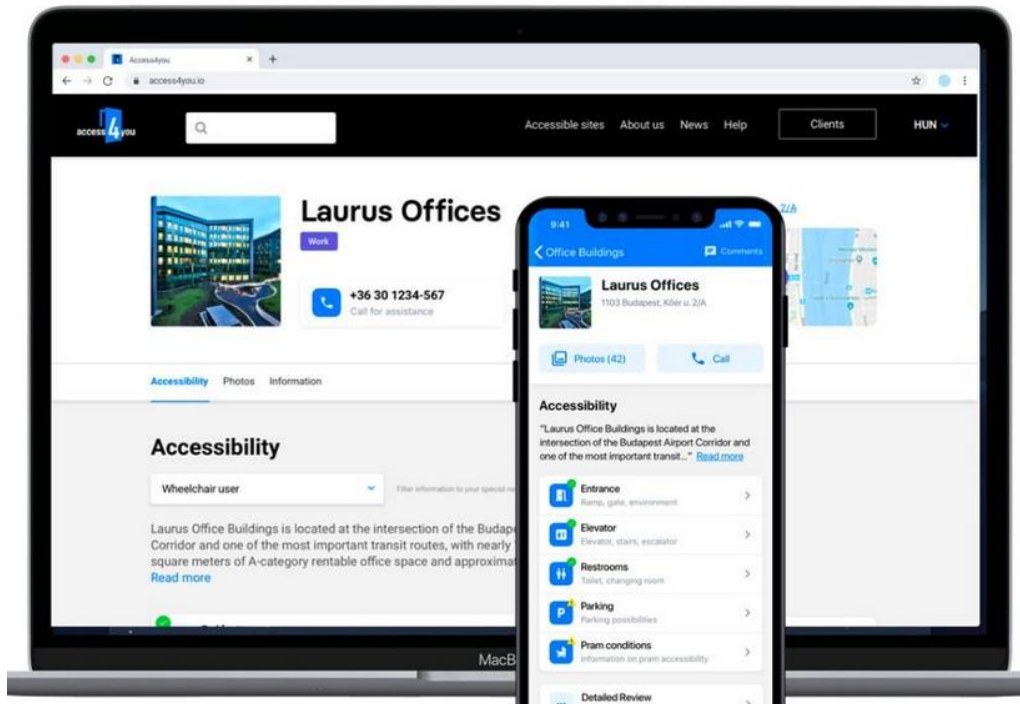 Access4you
access4you.io
access 4 you
Accessible sites About us News Help Clients HUN
Laurus Offices
Work
+36 30 1234-567
Call for assistance
2/A
Accessibility Photos Information
Accessibility
Wheelchair user
Filter information to your special
Laurus Office Buildings is located at the intersection of the Budap
Corridor and one of the most important transit routes, with nearly
square meters of A-category rentable office space and approximat
Read more
MacB
9:41
Office Buildings Comments
Laurus Offices
1103 Budapest, Kőér u. 2/A
Photos (42) Call
Accessibility
"Laurus Office Buildings is located at the
intersection of the Budapest Airport Corridor and
one of the most important transit..." Read more
Entrance
Ramp, gate, environment
Elevator
Elevator, stairs, escalator
Restrooms
Toilet, changing room
P
Parking
Parking possibilities
Pram conditions
Information on pram accessibility
Detailed Review